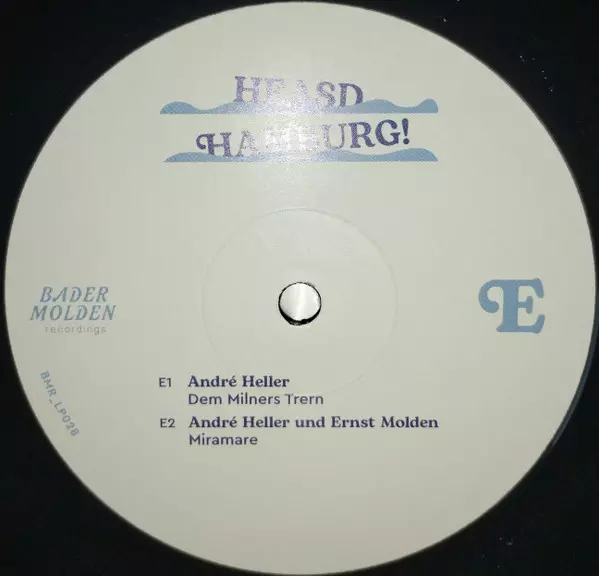 HEASD
HAMBURG!
BADER
MOLDEN
recordings
E
BMR_LP028
E1 André Heller
Dem Milners Trern
E2 André Heller und Ernst Molden
Miramare